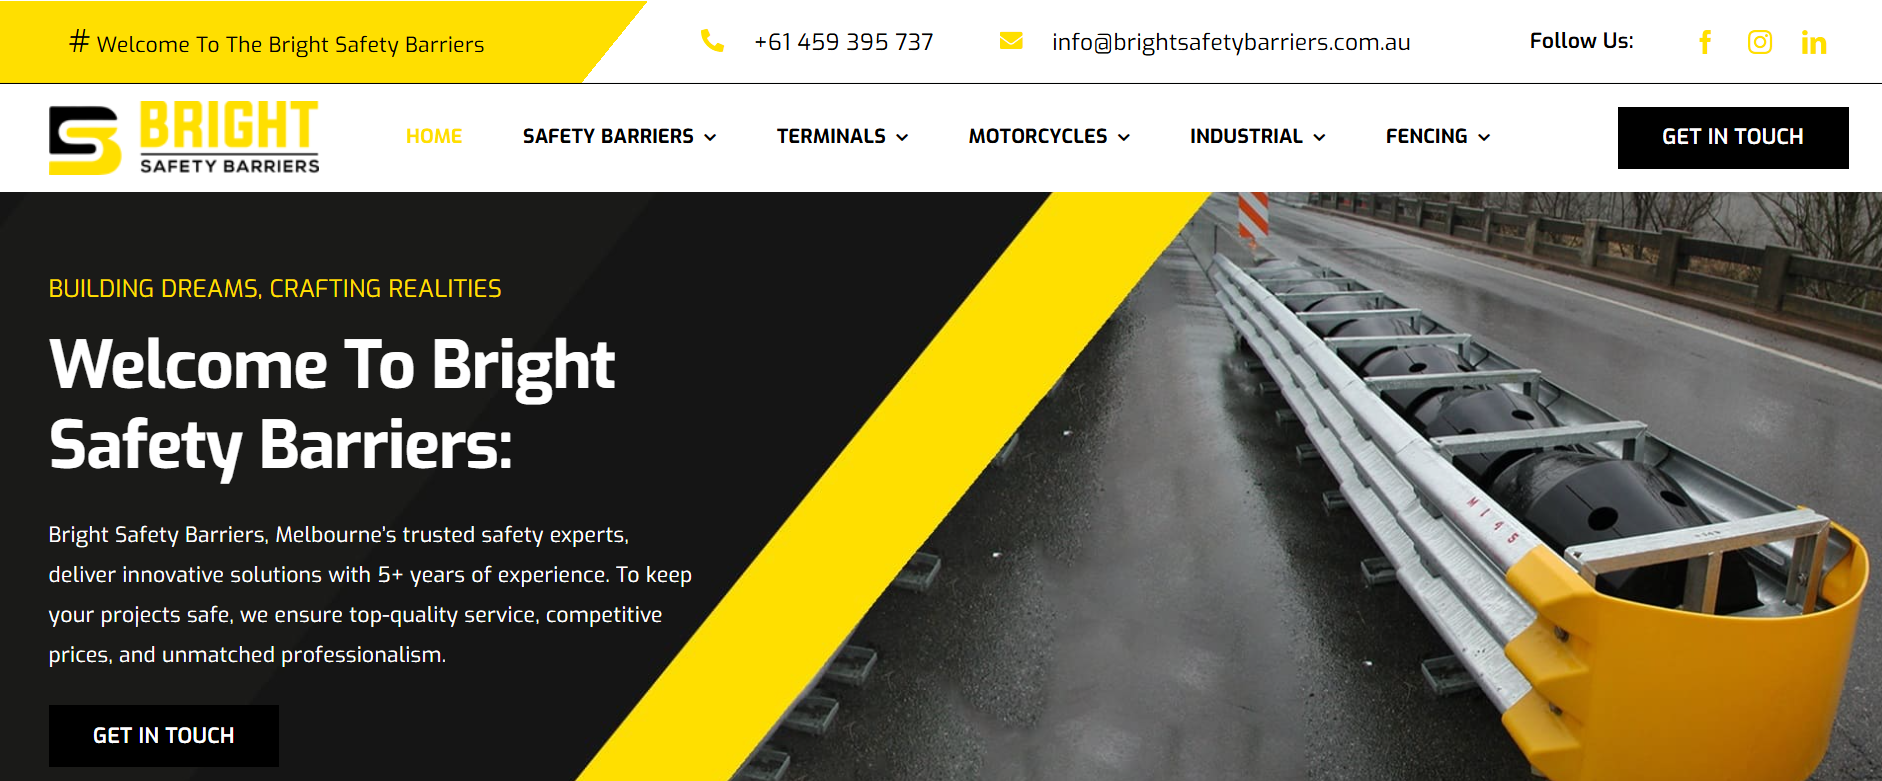 # Welcome To The Bright Safety Barriers
+61 459 395 737
info@brightsafetybarriers.com.au
Follow Us:
BRIGHT
SAFETY BARRIERS
HOME
SAFETY BARRIERS
TERMINALS
MOTORCYCLES
INDUSTRIAL
FENCING
GET IN TOUCH
BUILDING DREAMS, CRAFTING REALITIES
Welcome To Bright
Safety Barriers:
Bright Safety Barriers, Melbourne's trusted safety experts,
deliver innovative solutions with 5+ years of experience. To keep
your projects safe, we ensure top-quality service, competitive
prices, and unmatched professionalism.
GET IN TOUCH